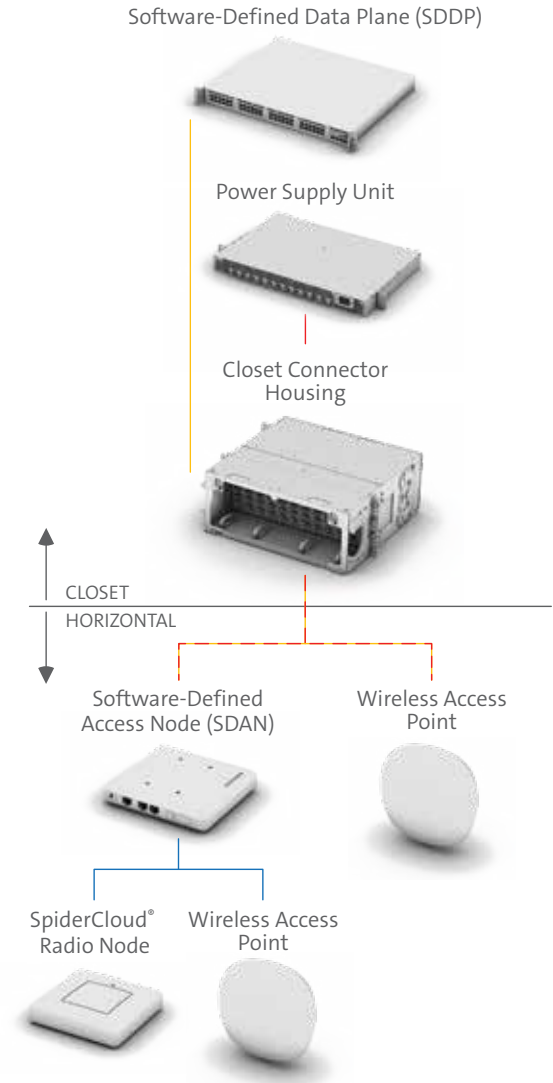 Software-Defined Data Plane (SDDP)
Power Supply Unit
Closet Connector
Housing
CLOSET
HORIZONTAL
Software-Defined
Access Node (SDAN)
Wireless Access
Point
SpiderCloud®
Radio Node
Wireless Access
Point